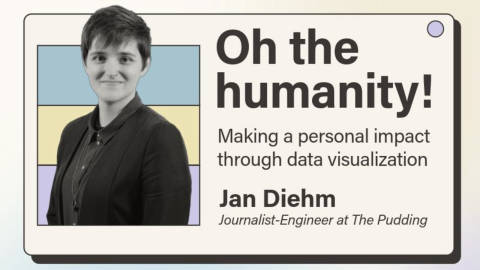 Oh the
humanity!
Making a personal impact
through data visualization
Jan Diehm
Journalist-Engineer at The Pudding